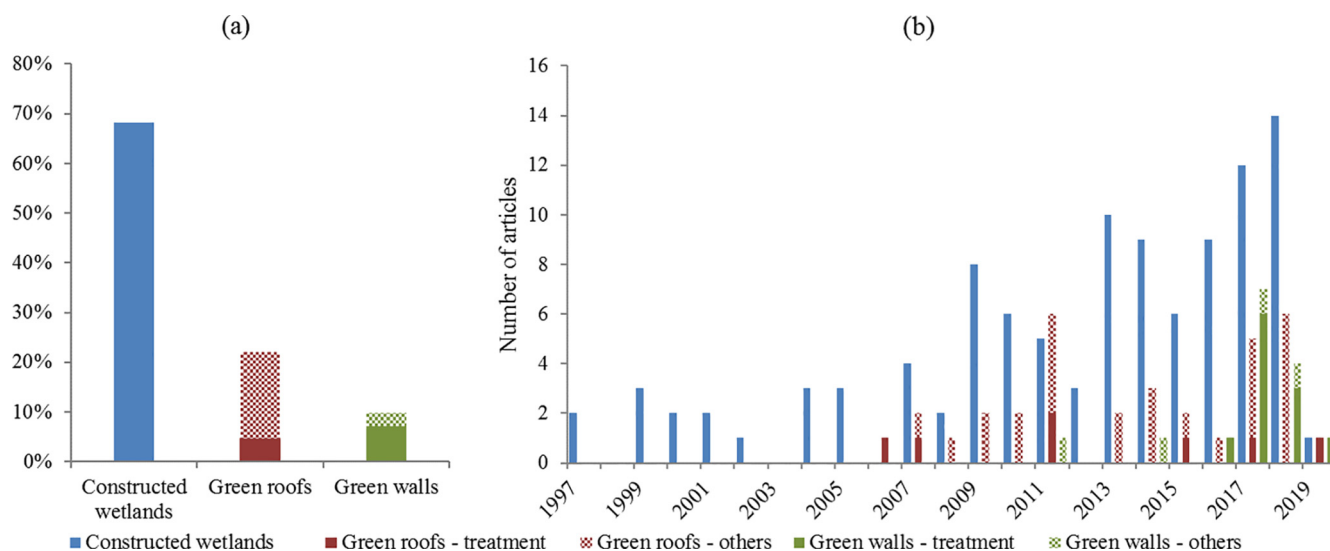 (a)
80%
70%
60%
50%
40%
30%
20%
10%
0%
Constructed
wetlands
Green roofs
Green walls
(b)
Number of articles
16
14
12
10
8
6
4
2
0
1997
1999
2001
2003
2005
2007
2009
2011
2013
2015
2017
2019
Constructed wetlands
Green roofs - treatment
Green roofs - others
Green walls - treatment
Green walls - others